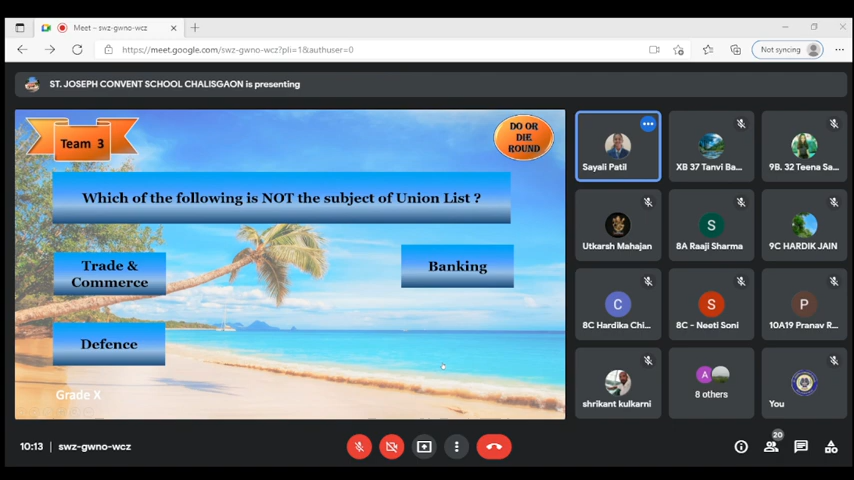 Meet – swz-gwno-wcz
https://meet.google.com/swz-gwno-wcz?pli=1&authuser=0
Not syncing
ST. JOSEPH CONVENT SCHOOL CHALISGAON is presenting
Team 3
DO OR
DIE
ROUND
Which of the following is NOT the subject of Union List ?
Trade &
Commerce
Banking
Defence
Grade X
Sayali Patil
XB 37 Tanvi Ba...
9B. 32 Teena Sa...
Utkarsh Mahajan
S
8A Raaji Sharma
9C HARDIK JAIN
C
8C Hardika Chi...
S
8C - Neeti Soni
P
10A19 Pranav R...
shrikant kulkarni
A
8 others
You
10:13 | swz-gwno-wcz
20